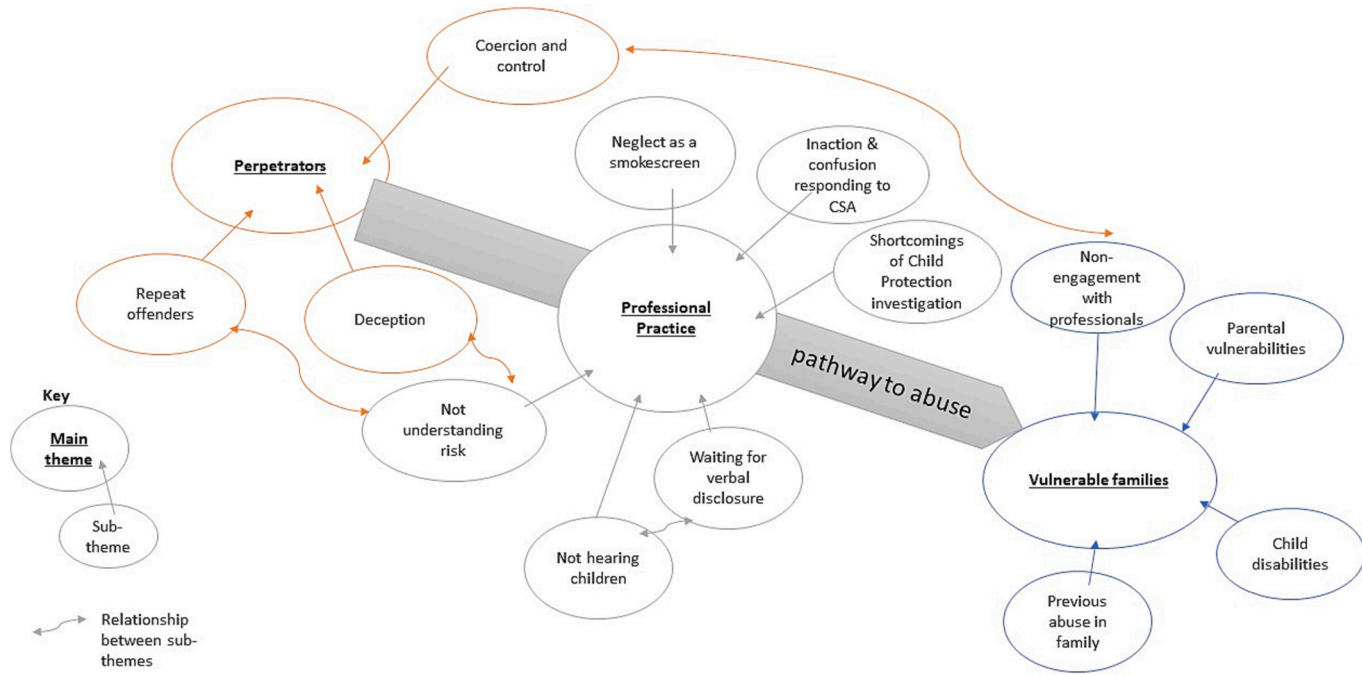 Coercion and
control
Perpetrators
Neglect as a
smokescreen
Inaction &
confusion
responding to
CSA
Shortcomings
of Child
Protection
investigation
Repeat
offenders
Deception
Professional
Practice
Non-
engagement
with
professionals
Parental
vulnerabilities
pathway to abuse
Not
understanding
risk
Waiting for
verbal
disclosure
Not hearing
children
Vulnerable families
Child
disabilities
Previous
abuse in
family
Key
Main
theme
Sub-
theme
Relationship
between sub-
themes